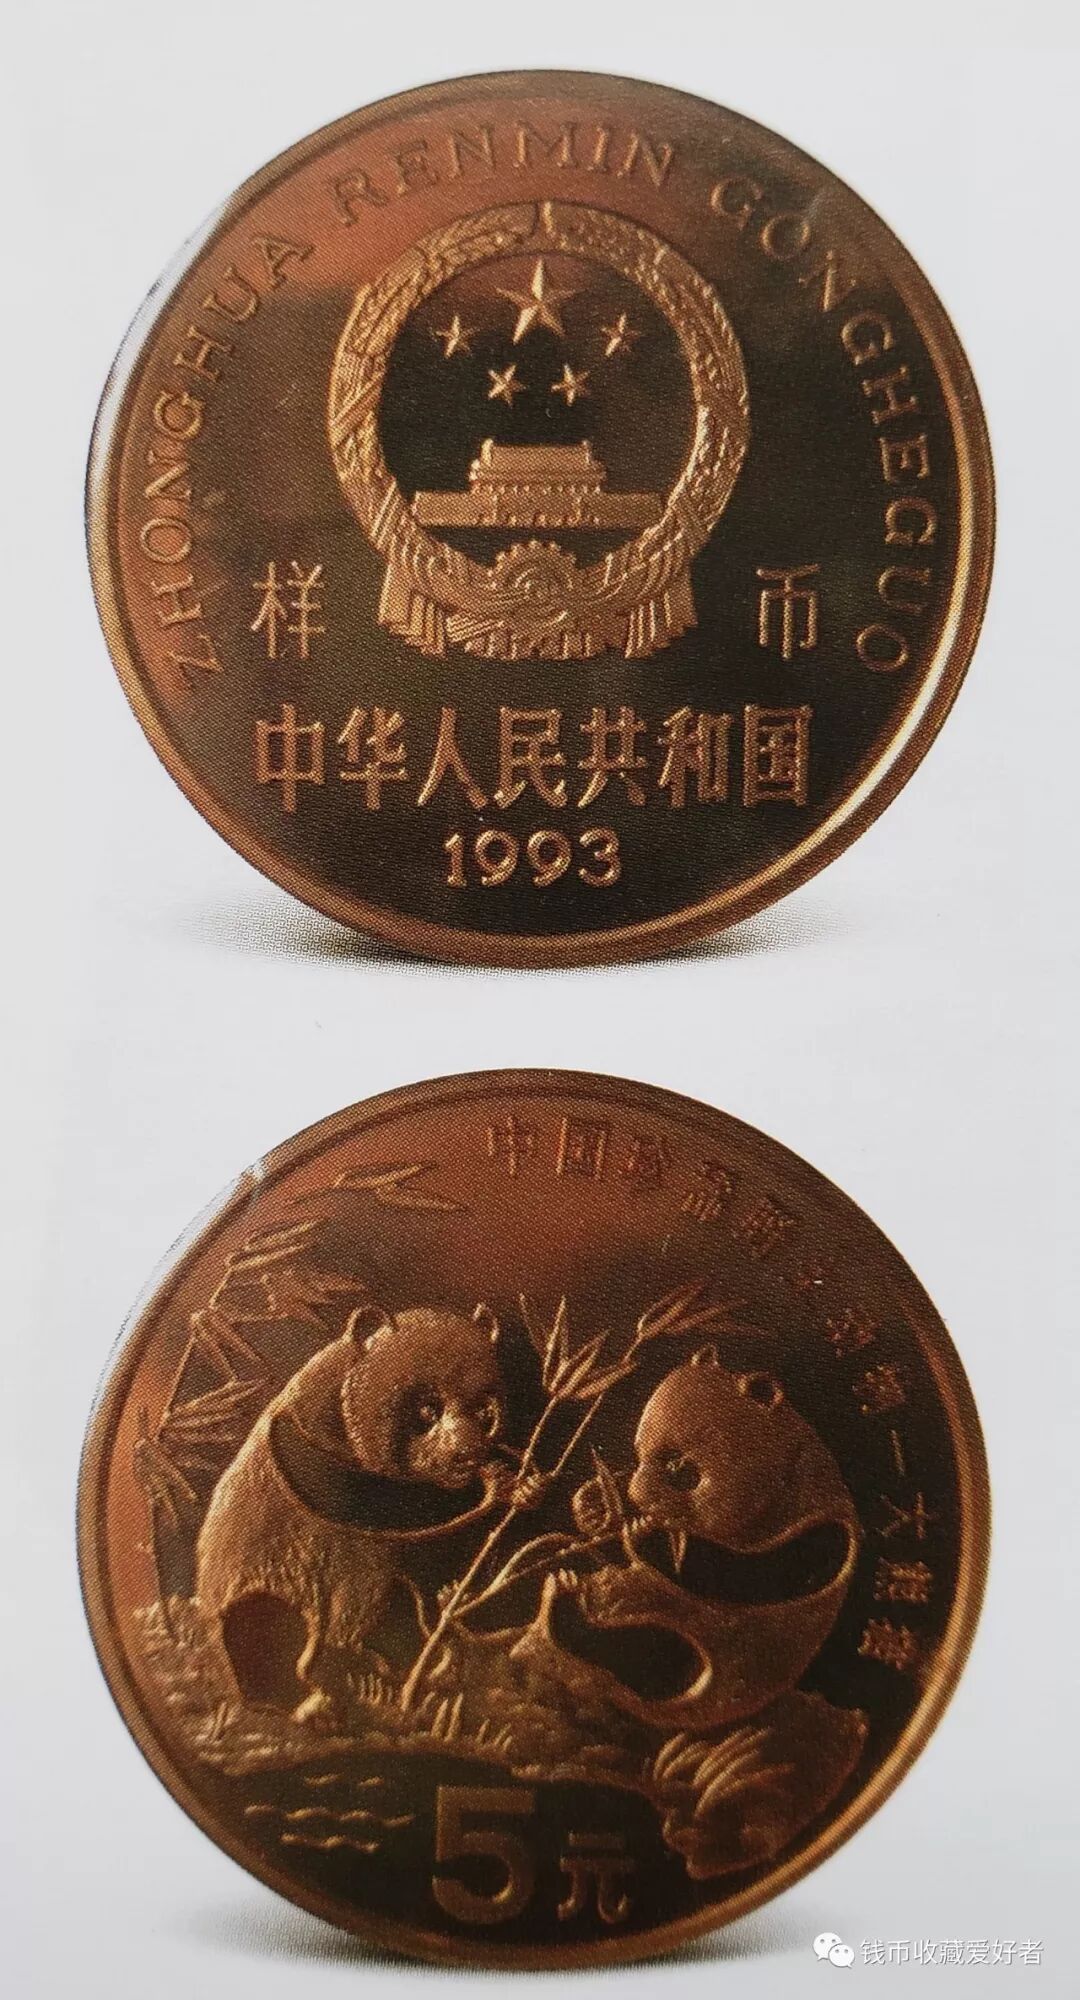 ZHONGHUA RENMIN GONGHEGUO
样 币
中华人民共和国
1993
中国珍稀野生动物—大熊猫
5元
钱币收藏爱好者